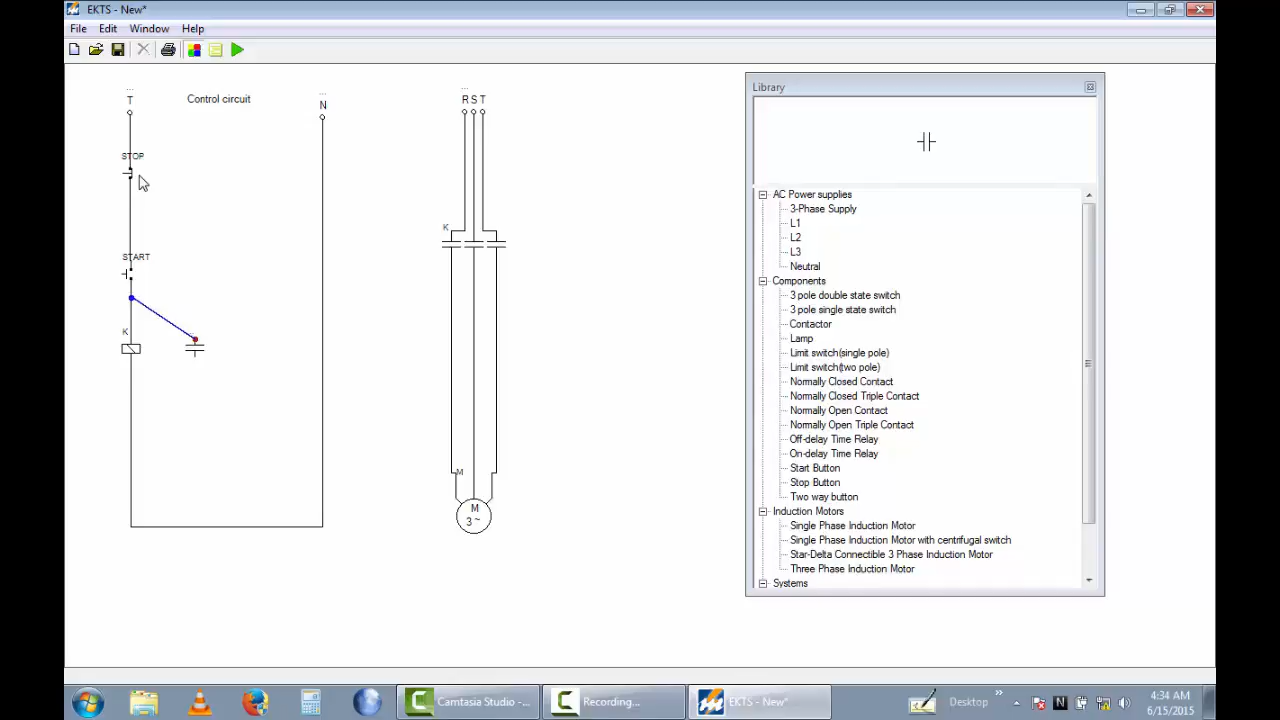 EKTS - New*
File Edit Window Help
T
Control circuit
N
R S T
STOP
START
K
K
M
M
3 ~
Library
AC Power supplies
3-Phase Supply
L1
L2
L3
Neutral
Components
3 pole double state switch
3 pole single state switch
Contactor
Lamp
Limit switch(single pole)
Limit switch(two pole)
Normally Closed Contact
Normally Closed Triple Contact
Normally Open Contact
Normally Open Triple Contact
Off-delay Time Relay
On-delay Time Relay
Start Button
Stop Button
Two way button
Induction Motors
Single Phase Induction Motor
Single Phase Induction Motor with centrifugal switch
Star-Delta Connectible 3 Phase Induction Motor
Three Phase Induction Motor
Systems
Camtasia Studio -...
Recording...
EKTS - New*
Desktop
N
4:34 AM
6/15/2015